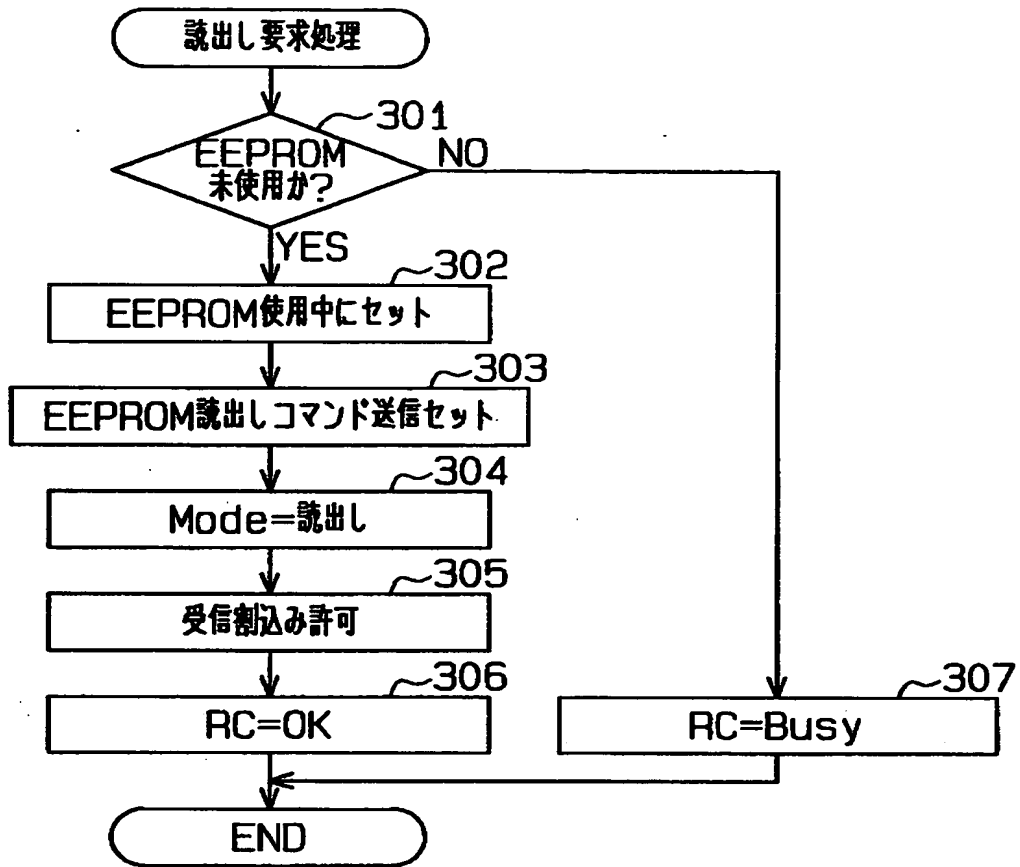 読出し要求処理
301
EEPROM
未使用か?
NO
YES
302
EEPROM使用中にセット
303
EEPROM読出しコマンド送信セット
304
Mode=読出し
305
受信割込み許可
306
RC=OK
307
RC=Busy
END